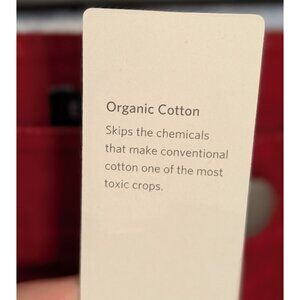 Organic Cotton
Skips the chemicals
that make conventional
cotton one of the most
toxic crops.